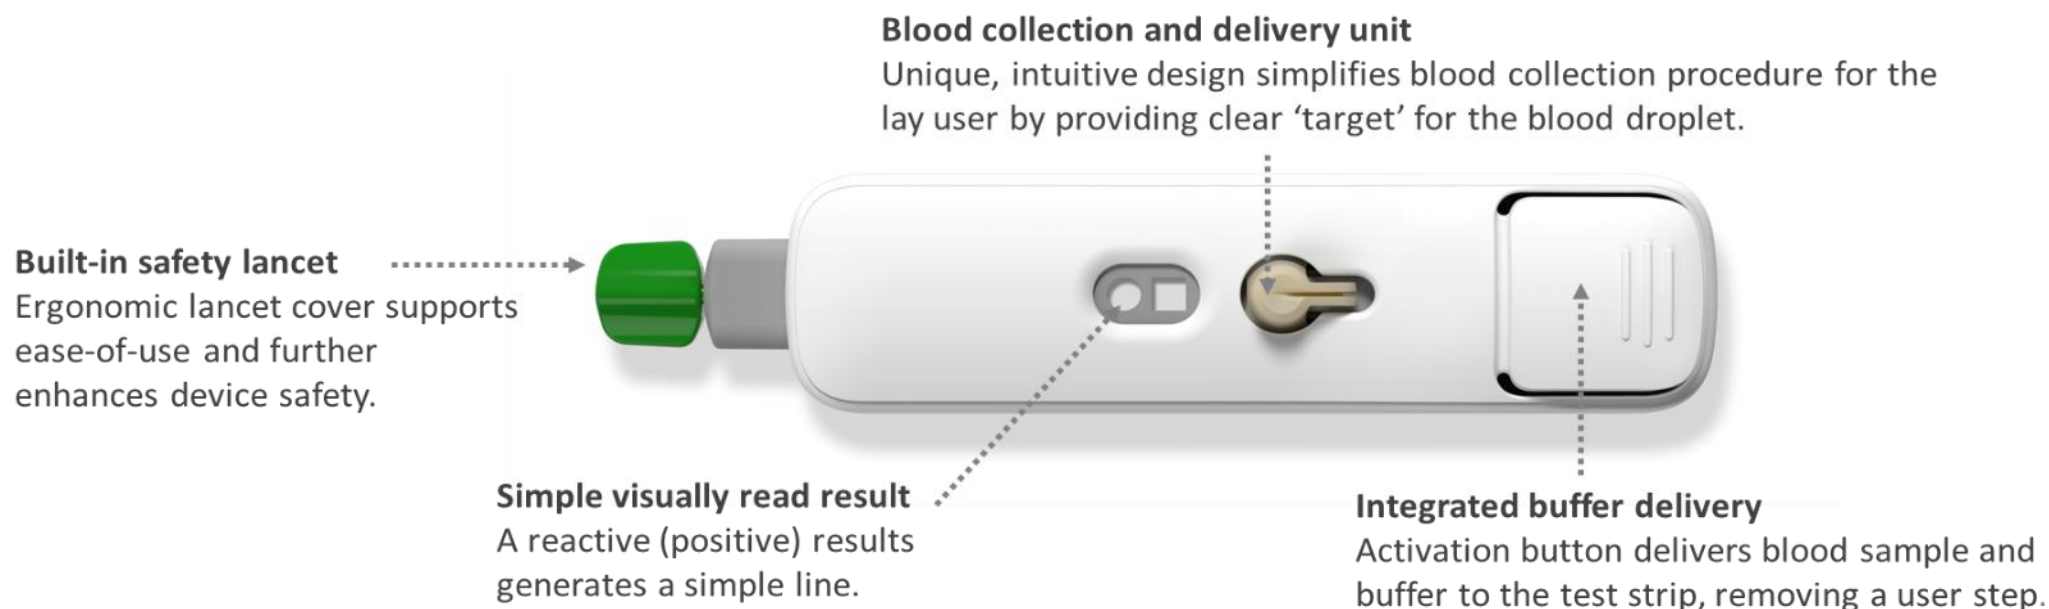 Blood collection and delivery unit
Unique, intuitive design simplifies blood collection procedure for the
lay user by providing clear ‘target’ for the blood droplet.
Built-in safety lancet
Ergonomic lancet cover supports
ease-of-use and further
enhances device safety.
Simple visually read result
A reactive (positive) results
generates a simple line.
Integrated buffer delivery
Activation button delivers blood sample and
buffer to the test strip, removing a user step.